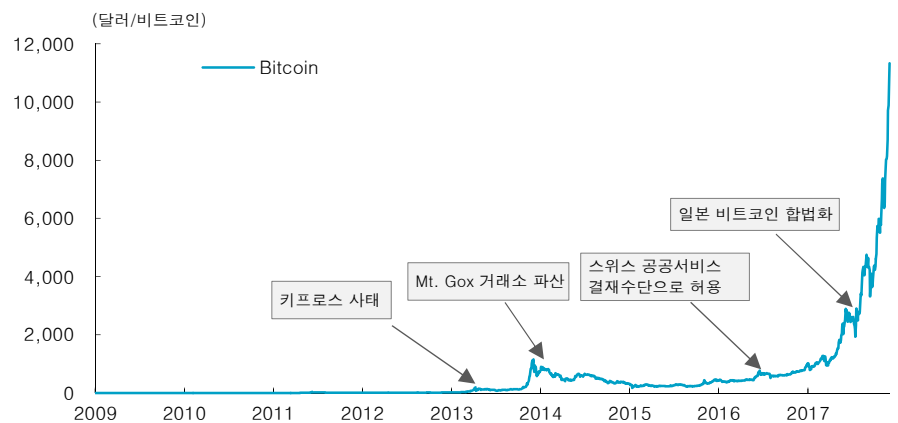 (달러/비트코인)
12,000
Bitcoin
10,000
8,000
6,000
일본 비트코인 합법화
4,000
스위스 공공서비스
결재수단으로 허용
Mt. Gox 거래소 파산
키프로스 사태
2,000
0
2009 2010 2011 2012 2013 2014 2015 2016 2017